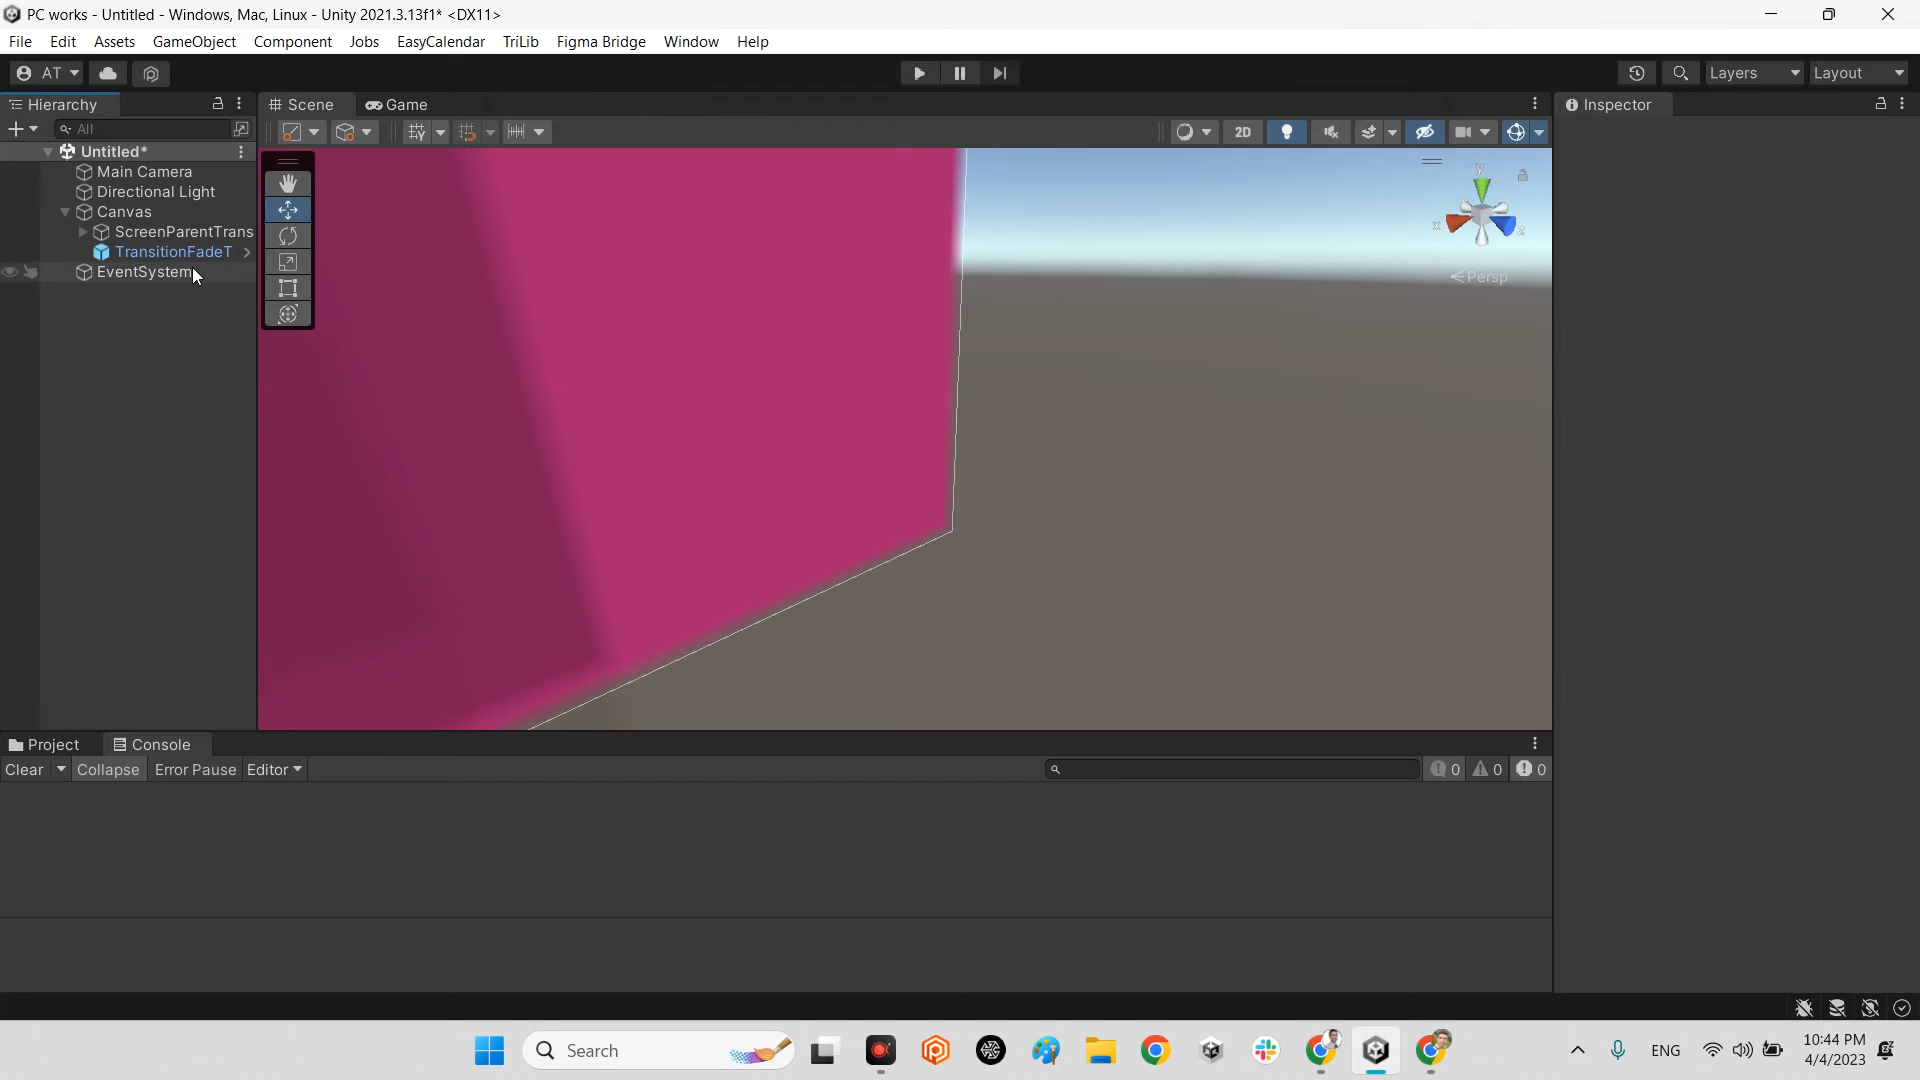 PC works - Untitled - Windows, Mac, Linux - Unity 2021.3.13f1* <DX11>
File Edit Assets GameObject Component Jobs EasyCalendar TriLib Figma Bridge Window Help
AT Layers Layout
Hierarchy Scene Game Inspector
All 2D
Untitled*
Main Camera
Directional Light
Canvas
ScreenParentTrans
TransitionFadeT
EventSystem
y
x
z
Persp
Project Console
Clear Collapse Error Pause Editor 0 0 0
Search ENG 10:44 PM
4/4/2023